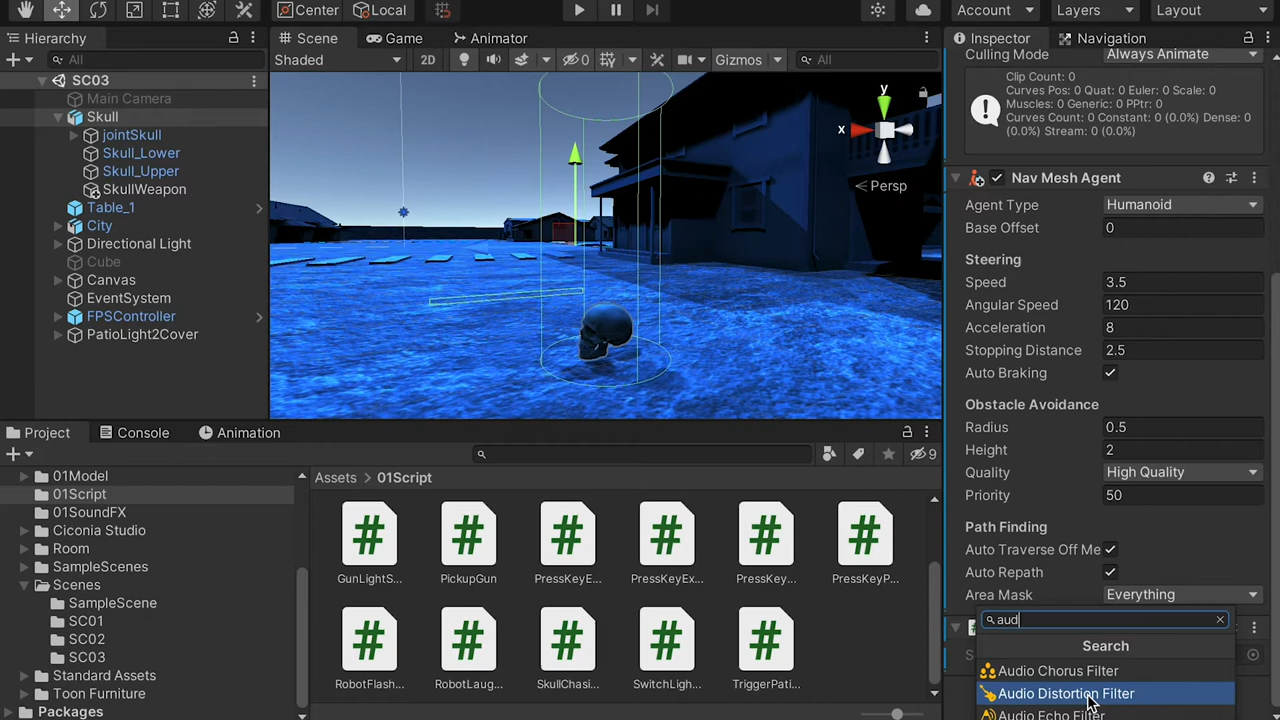 Center
Local
Account
Layers
Layout
Hierarchy
All
SC03
Main Camera
Skull
jointSkull
Skull_Lower
Skull_Upper
SkullWeapon
Table_1
City
Directional Light
Cube
Canvas
EventSystem
FPSController
PatioLight2Cover
Scene
Game
Animator
Shaded
2D
0
Gizmos
All
y
x
Persp
Project
Console
Animation
9
01Model
01Script
01SoundFX
Ciconia Studio
Room
SampleScenes
Scenes
SampleScene
SC01
SC02
SC03
Standard Assets
Toon Furniture
Packages
Assets > 01Script
GunLightS...
PickupGun
PressKeyE...
PressKeyEx...
PressKey...
PressKeyP...
RobotFlash...
RobotLaug...
SkullChasi...
SwitchLigh...
TriggerPati...
Inspector
Navigation
Culling Mode
Always Animate
Clip Count: 0
Curves Pos: 0 Quat: 0 Euler: 0 Scale: 0
Muscles: 0 Generic: 0 PPtr: 0
Curves Count: 0 Constant: 0 (0.0%) Dense: 0
(0.0%) Stream: 0 (0.0%)
Nav Mesh Agent
Agent Type
Humanoid
Base Offset
0
Steering
Speed
3.5
Angular Speed
120
Acceleration
8
Stopping Distance
2.5
Auto Braking
Obstacle Avoidance
Radius
0.5
Height
2
Quality
High Quality
Priority
50
Path Finding
Auto Traverse Off Me
Auto Repath
Area Mask
Everything
aud
Search
Audio Chorus Filter
Audio Distortion Filter
Audio Echo Filter